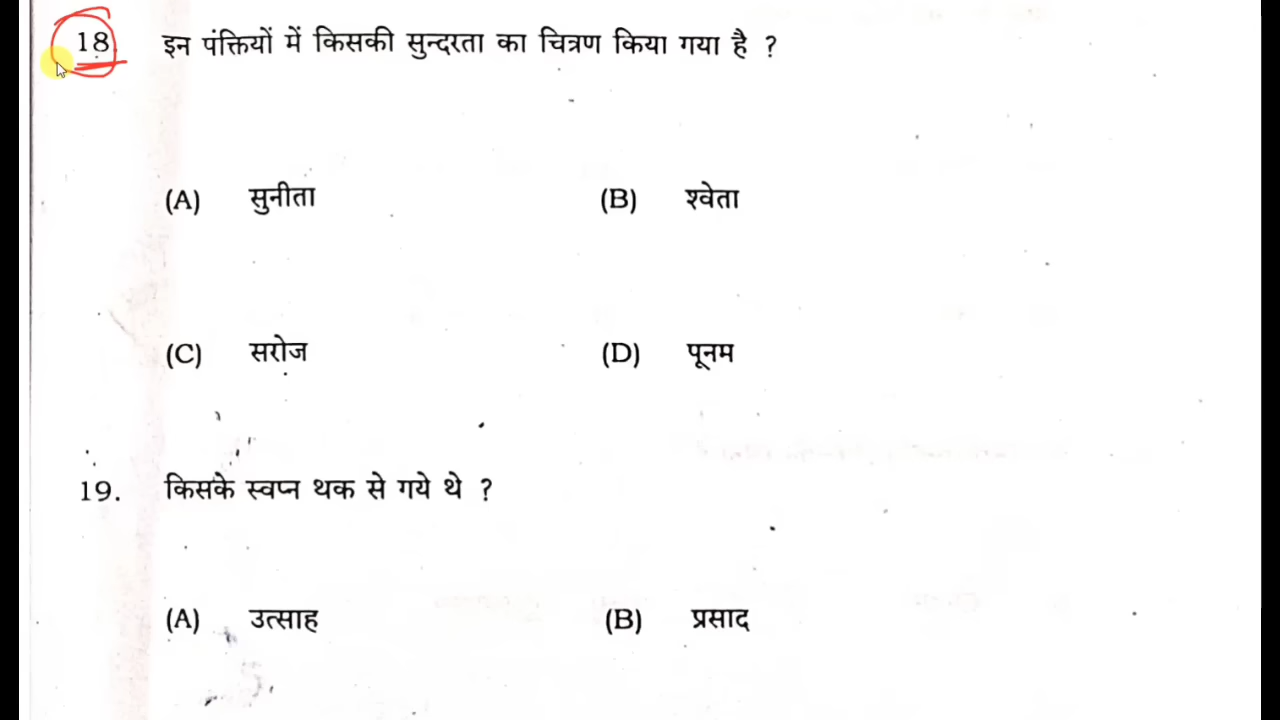 18 इन पंक्तियों में किसकी सुन्दरता का चित्रण किया गया है ?
(A) सुनीता (B) श्वेता
(C) सरोज (D) पूनम
19. किसके स्वप्न थक से गये थे ?
(A) उत्साह (B) प्रसाद